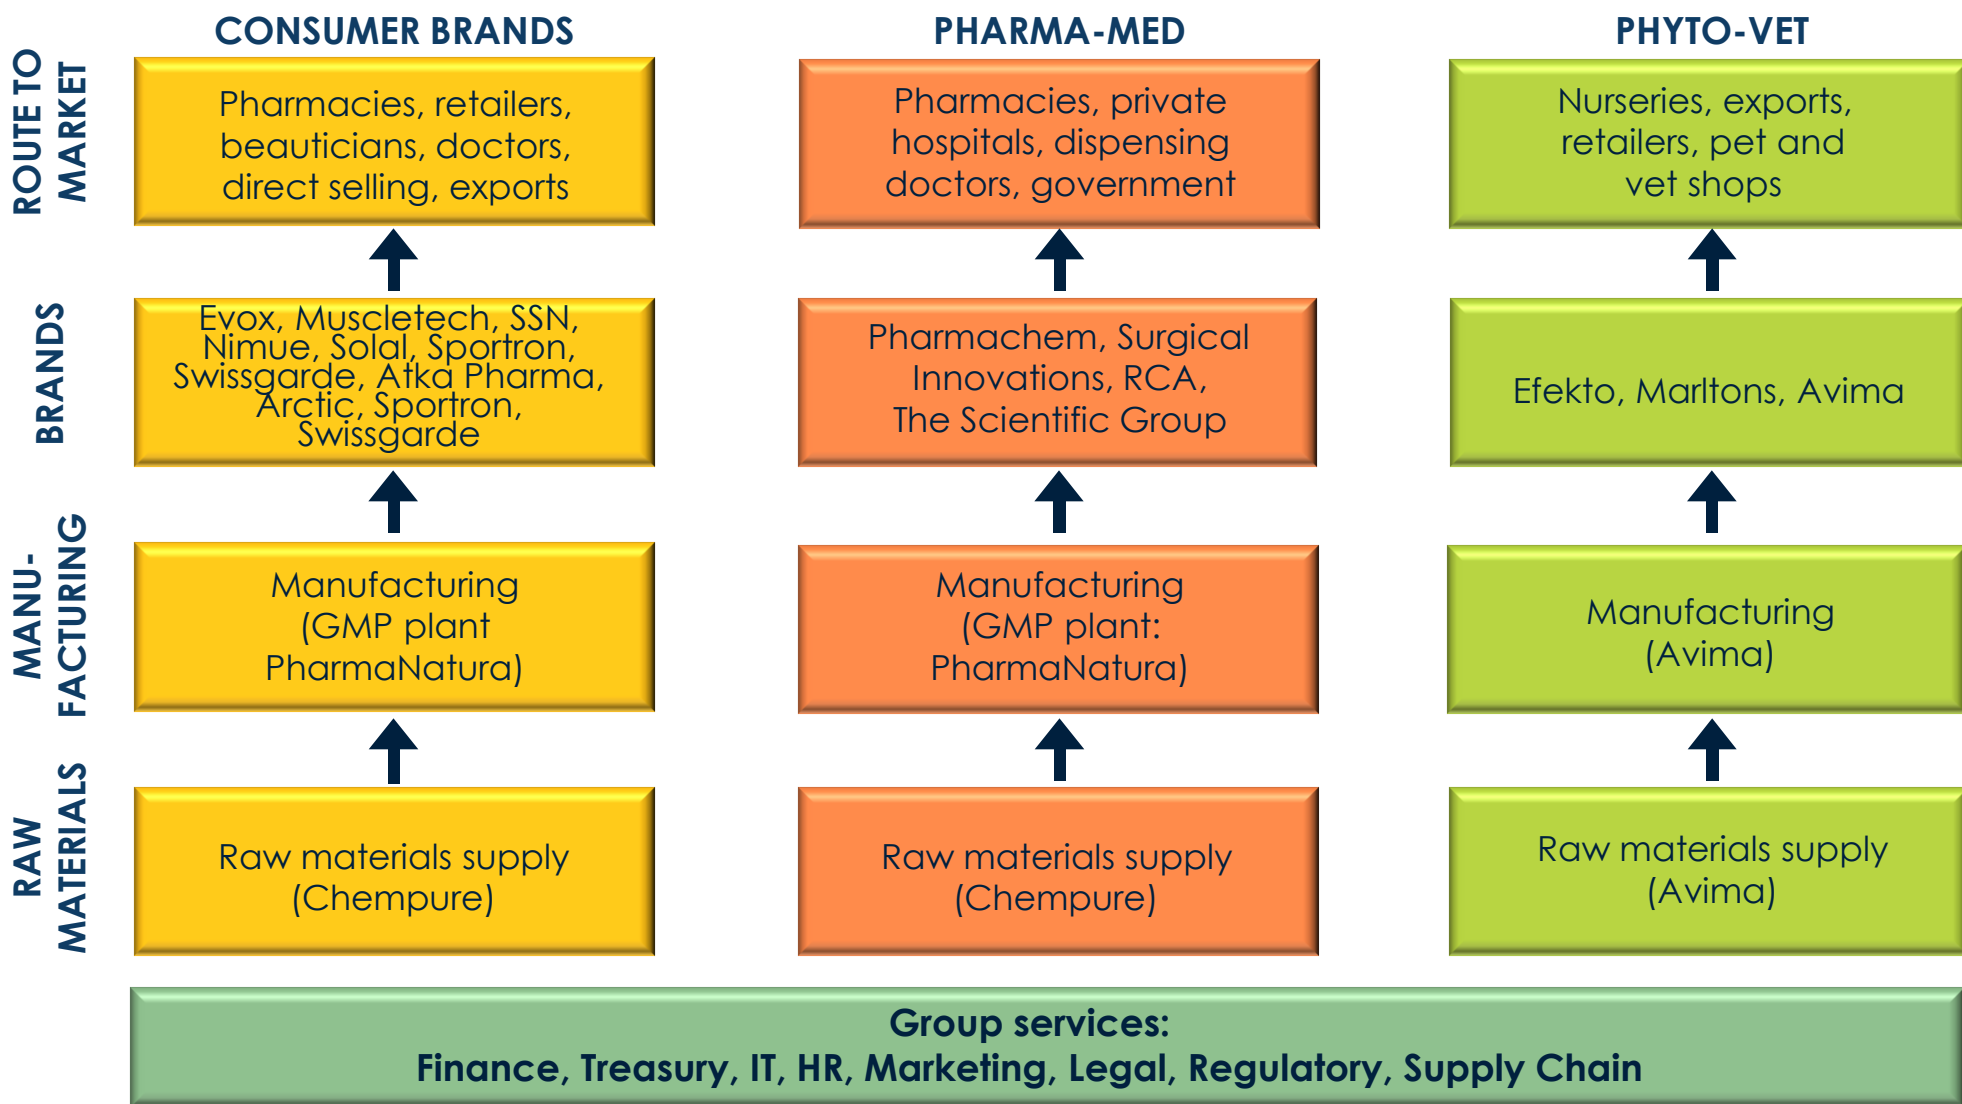 CONSUMER BRANDS
PHARMA-MED
PHYTO-VET
ROUTE TO
MARKET
Pharmacies, retailers,
beauticians, doctors,
direct selling, exports
Pharmacies, private
hospitals, dispensing
doctors, government
Nurseries, exports,
retailers, pet and
vet shops
BRANDS
Evox, Muscletech, SSN,
Nimue, Solal, Sportron,
Swissgarde, Atka Pharma,
Arctic, Sportron,
Swissgarde
Pharmachem, Surgical
Innovations, RCA,
The Scientific Group
Efekto, Marltons, Avima
MANU-
FACTURING
Manufacturing
(GMP plant
PharmaNatura)
Manufacturing
(GMP plant:
PharmaNatura)
Manufacturing
(Avima)
RAW
MATERIALS
Raw materials supply
(Chempure)
Raw materials supply
(Chempure)
Raw materials supply
(Avima)
Group services:
Finance, Treasury, IT, HR, Marketing, Legal, Regulatory, Supply Chain